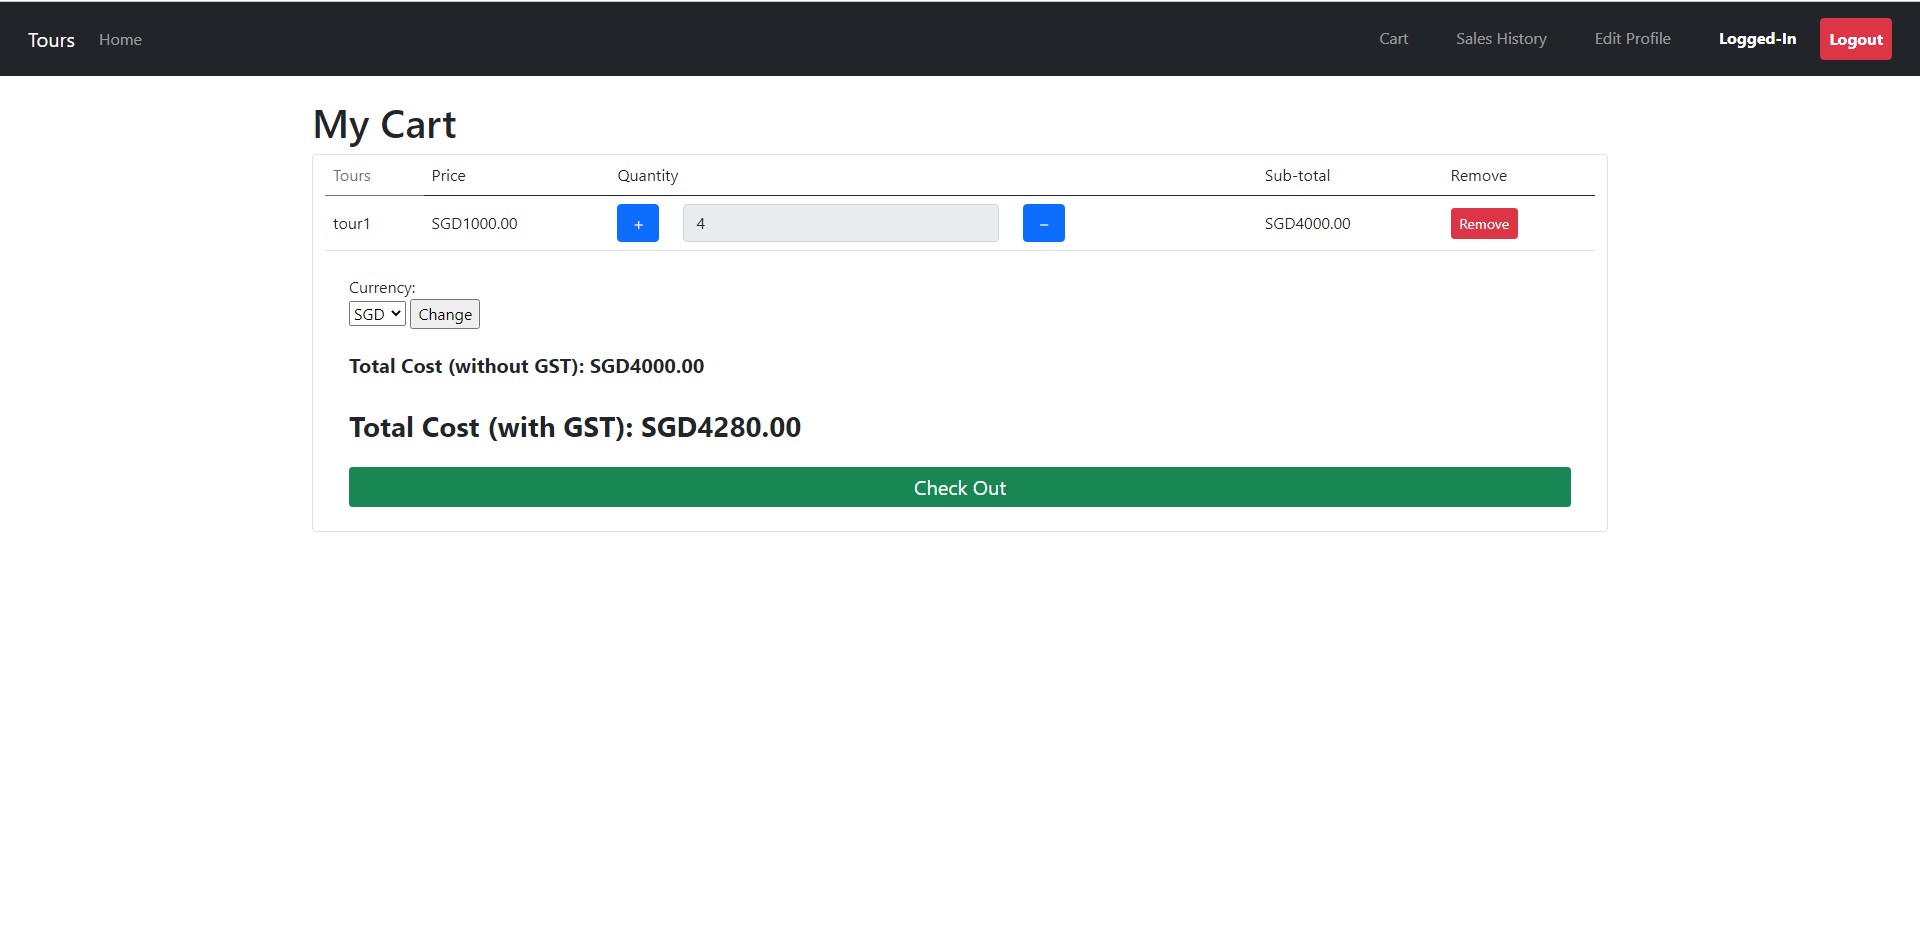 Tours Home Cart Sales History Edit Profile Logged-In Logout
My Cart
Tours Price Quantity Sub-total Remove
tour1 SGD1000.00 + 4 − SGD4000.00 Remove
Currency:
SGD Change
Total Cost (without GST): SGD4000.00
Total Cost (with GST): SGD4280.00
Check Out